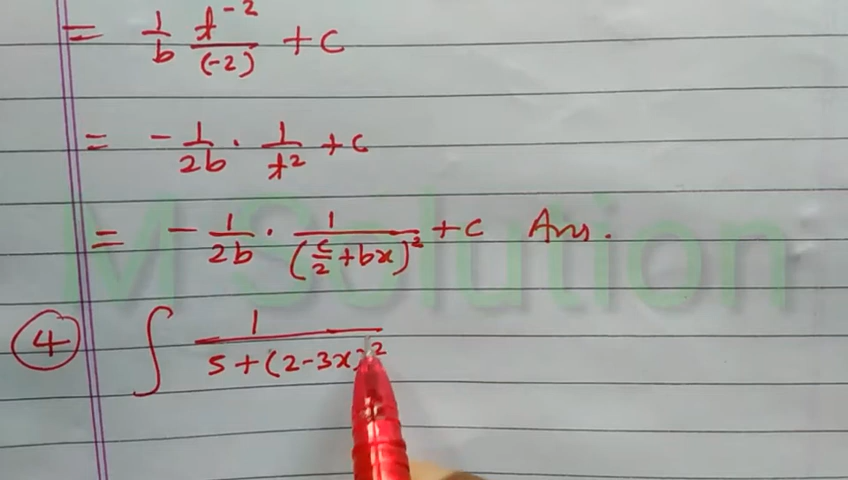 = 1/b t^-2/(-2) + c
= - 1/2b · 1/t² + c
= - 1/2b · 1/(c/2 + bx)² + c Ans.
④ ∫ 1/5+(2-3x)²
M Solution